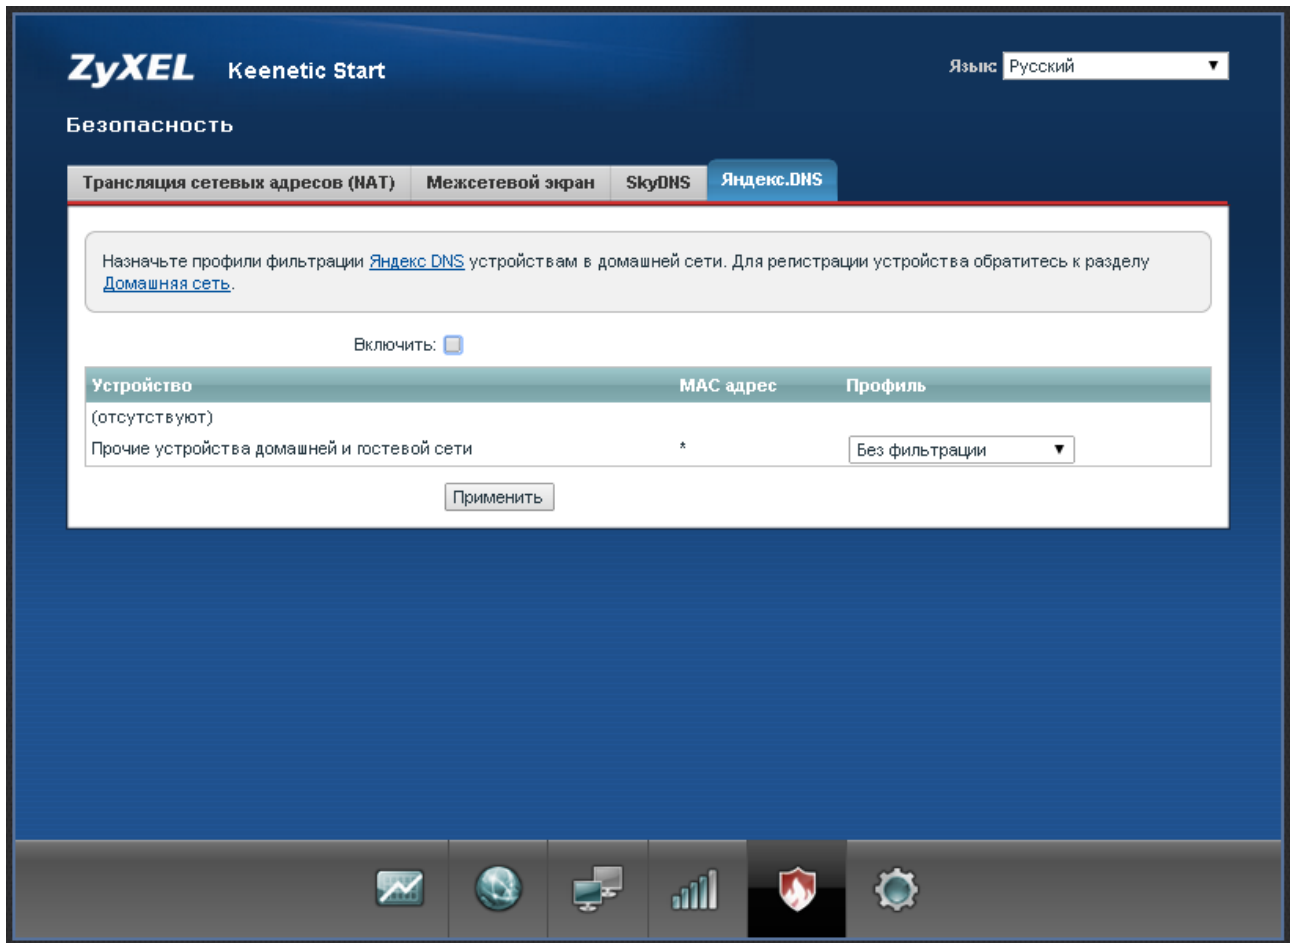 ZyXEL Keenetic Start
Язык: Русский
Безопасность
Трансляция сетевых адресов (NAT) Межсетевой экран SkyDNS Яндекс.DNS
Назначьте профили фильтрации Яндекс DNS устройствам в домашней сети. Для регистрации устройства обратитесь к разделу
Домашняя сеть.
Включить:
Устройство MAC адрес Профиль
(отсутствуют)
Прочие устройства домашней и гостевой сети * Без фильтрации
Применить